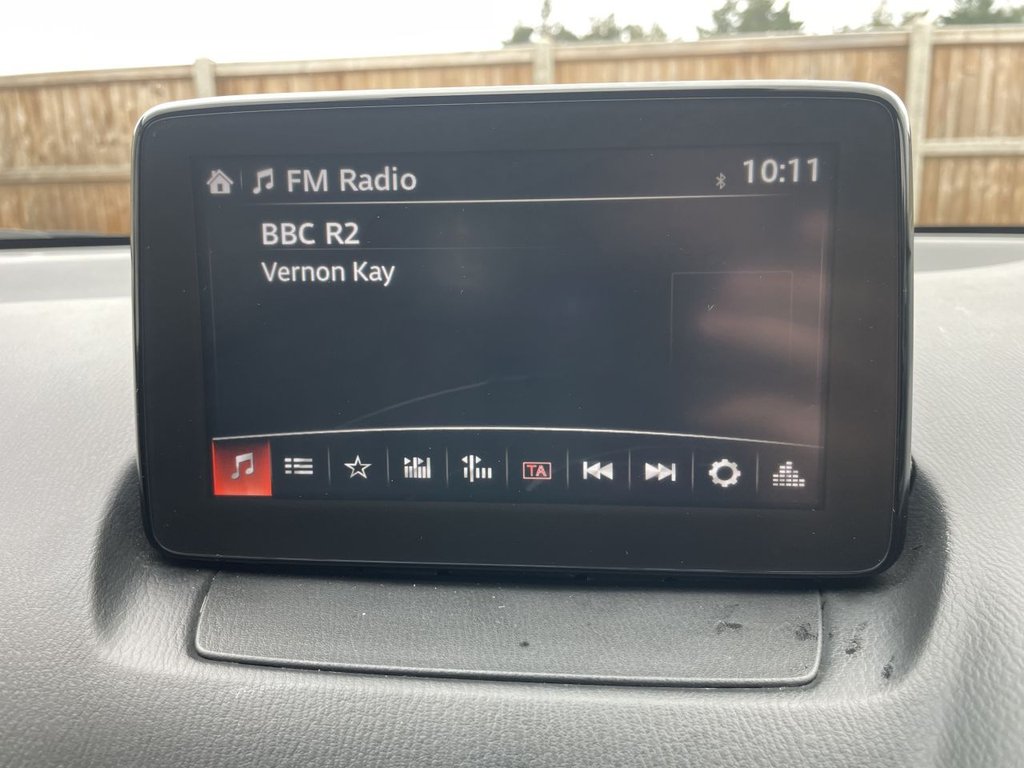 FM Radio 10:11
BBC R2
Vernon Kay
TA